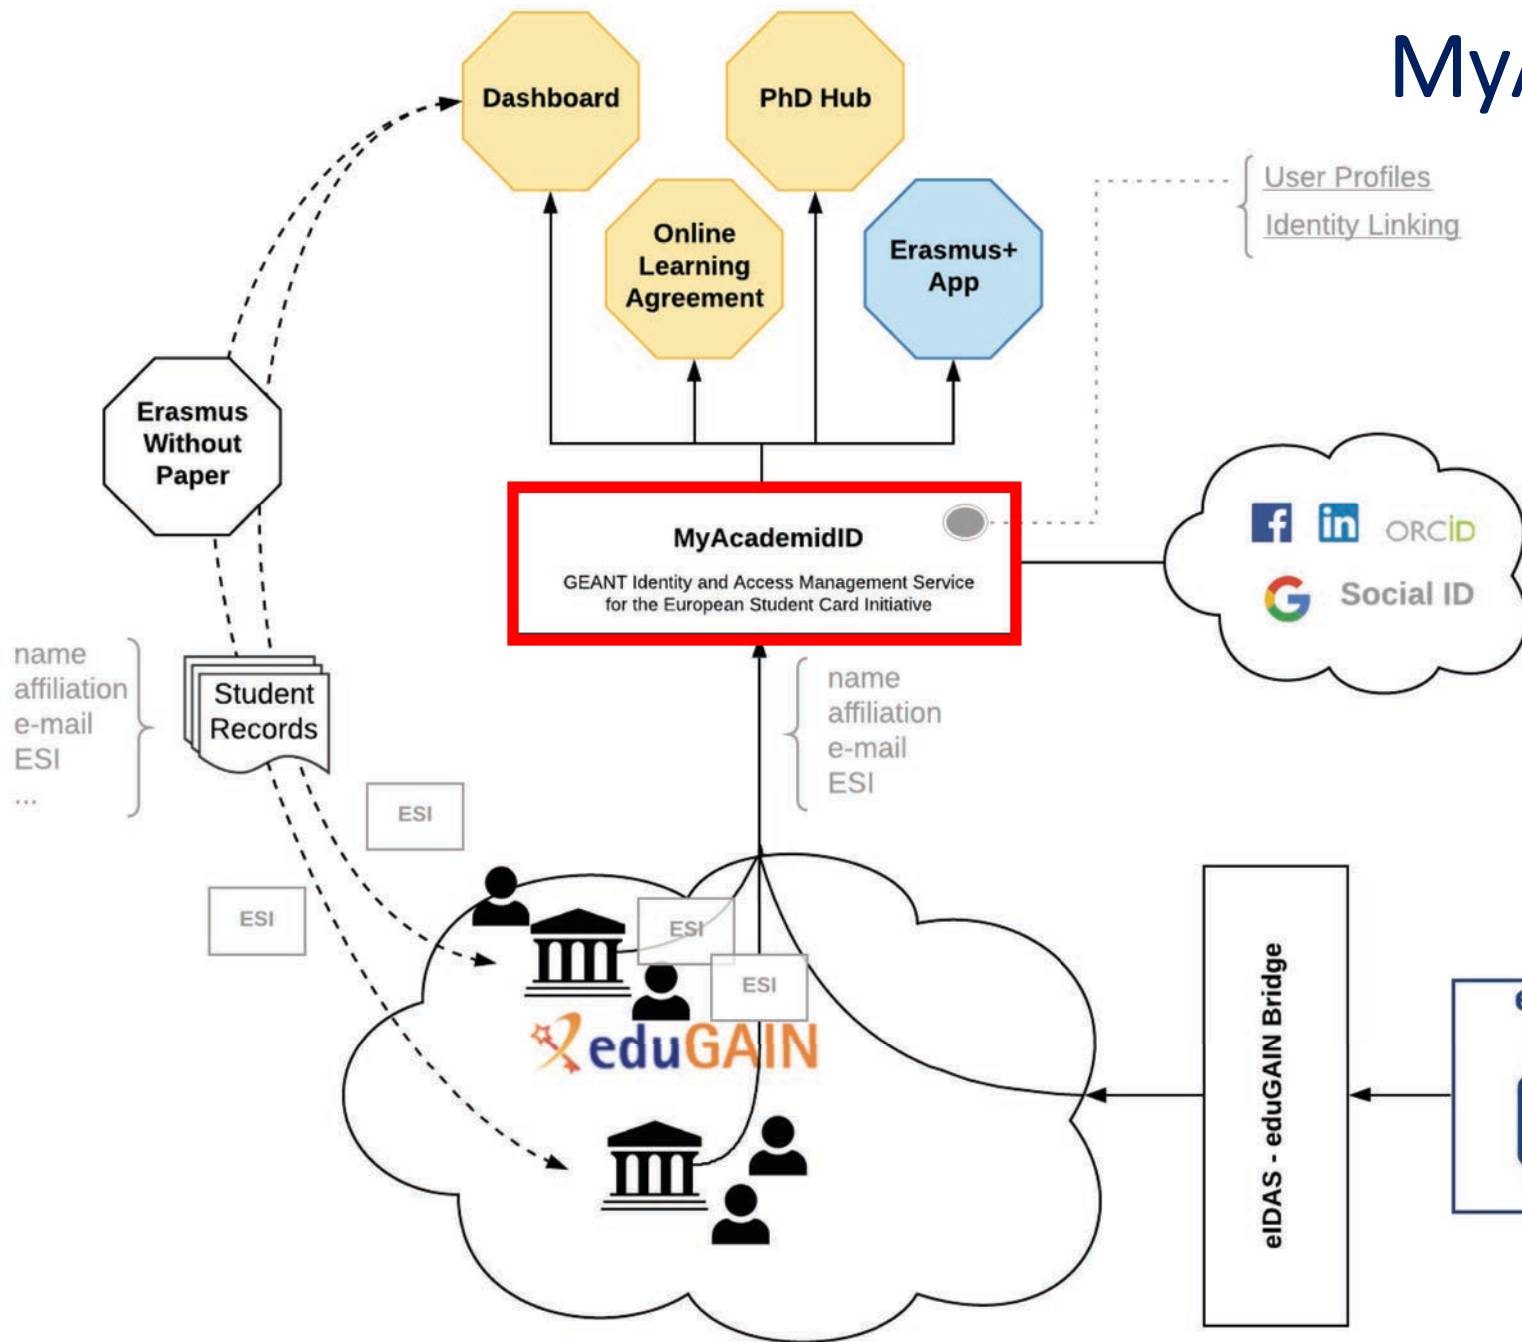 MyA
Dashboard
PhD Hub
User Profiles
Identity Linking
Online
Learning
Agreement
Erasmus+
App
Erasmus
Without
Paper
MyAcademidID
GEANT Identity and Access Management Service
for the European Student Card Initiative
in
ORCiD
Social ID
name
affiliation
e-mail
ESI
...
Student
Records
name
affiliation
e-mail
ESI
ESI
ESI
ESI
ESI
eduGAIN
eIDAS - eduGAIN Bridge